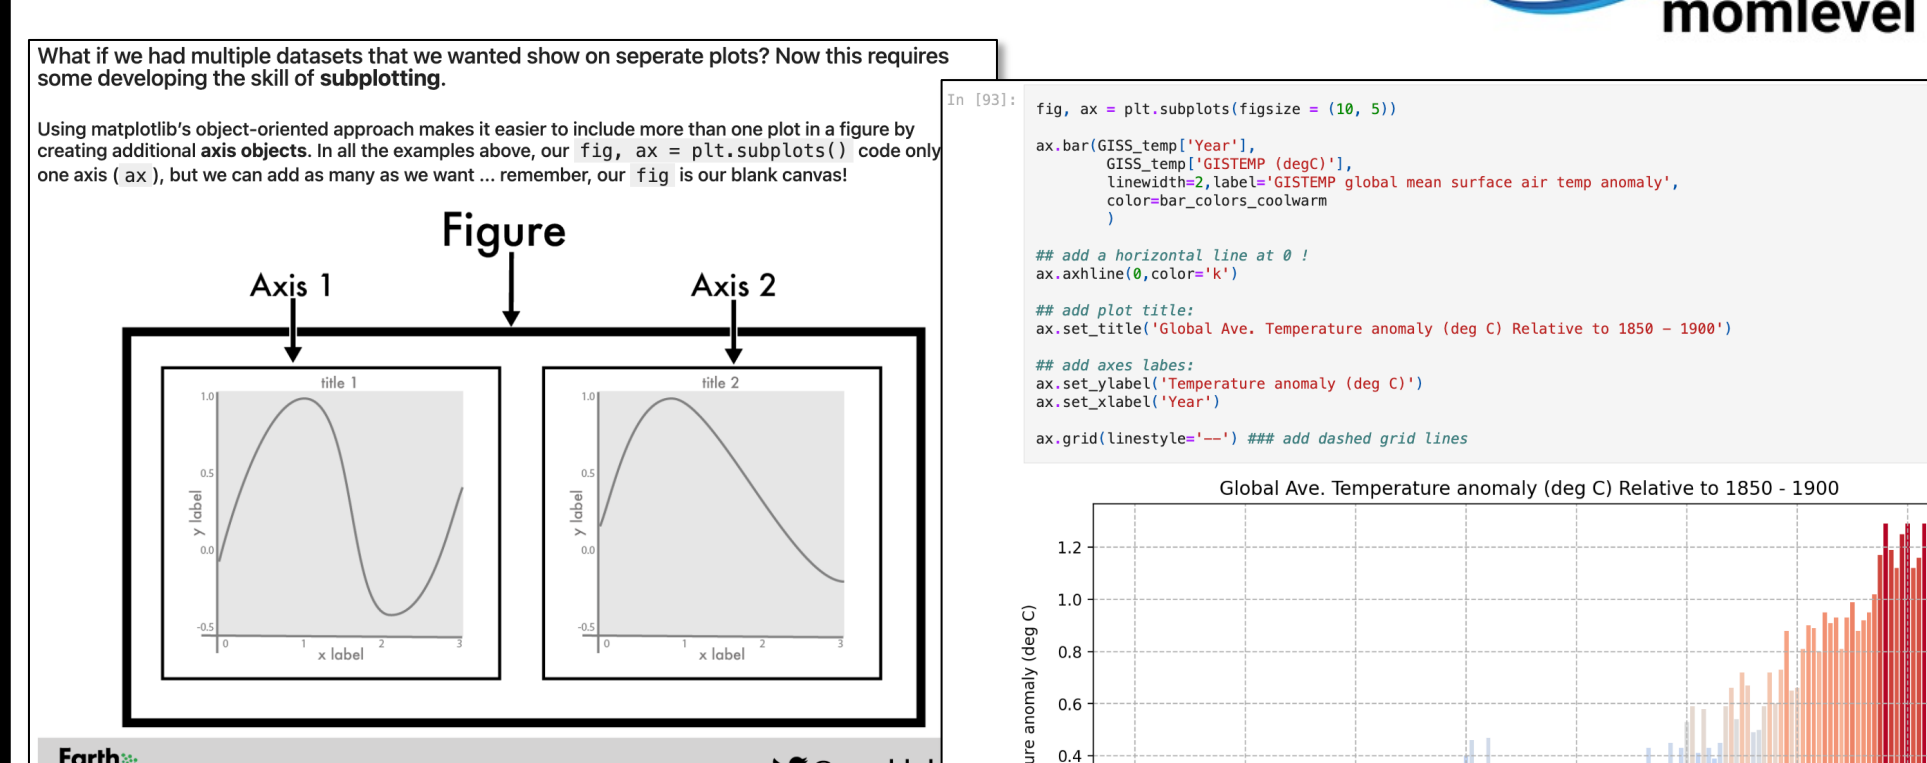 momlevel
What if we had multiple datasets that we wanted show on seperate plots? Now this requires
some developing the skill of subplotting.
Using matplotlib's object-oriented approach makes it easier to include more than one plot in a figure by
creating additional axis objects. In all the examples above, our fig, ax = plt.subplots() code only
one axis ( ax ), but we can add as many as we want ... remember, our fig is our blank canvas!
Figure
Axis 1
Axis 2
title 1
1.0
0.5
0.0
-0.5
y label
0 1 2 3
x label
title 2
1.0
0.5
0.0
-0.5
y label
0 1 2 3
x label
Earth
In [93]:
fig, ax = plt.subplots(figsize = (10, 5))
ax.bar(GISS_temp['Year'],
GISS_temp['GISTEMP (degC)'],
linewidth=2,label='GISTEMP global mean surface air temp anomaly',
color=bar_colors_coolwarm
)
## add a horizontal line at 0 !
ax.axhline(0,color='k')
## add plot title:
ax.set_title('Global Ave. Temperature anomaly (deg C) Relative to 1850 – 1900')
## add axes labes:
ax.set_ylabel('Temperature anomaly (deg C)')
ax.set_xlabel('Year')
ax.grid(linestyle='--') ### add dashed grid lines
Global Ave. Temperature anomaly (deg C) Relative to 1850 - 1900
1.2
1.0
0.8
0.6
0.4
ure anomaly (deg C)